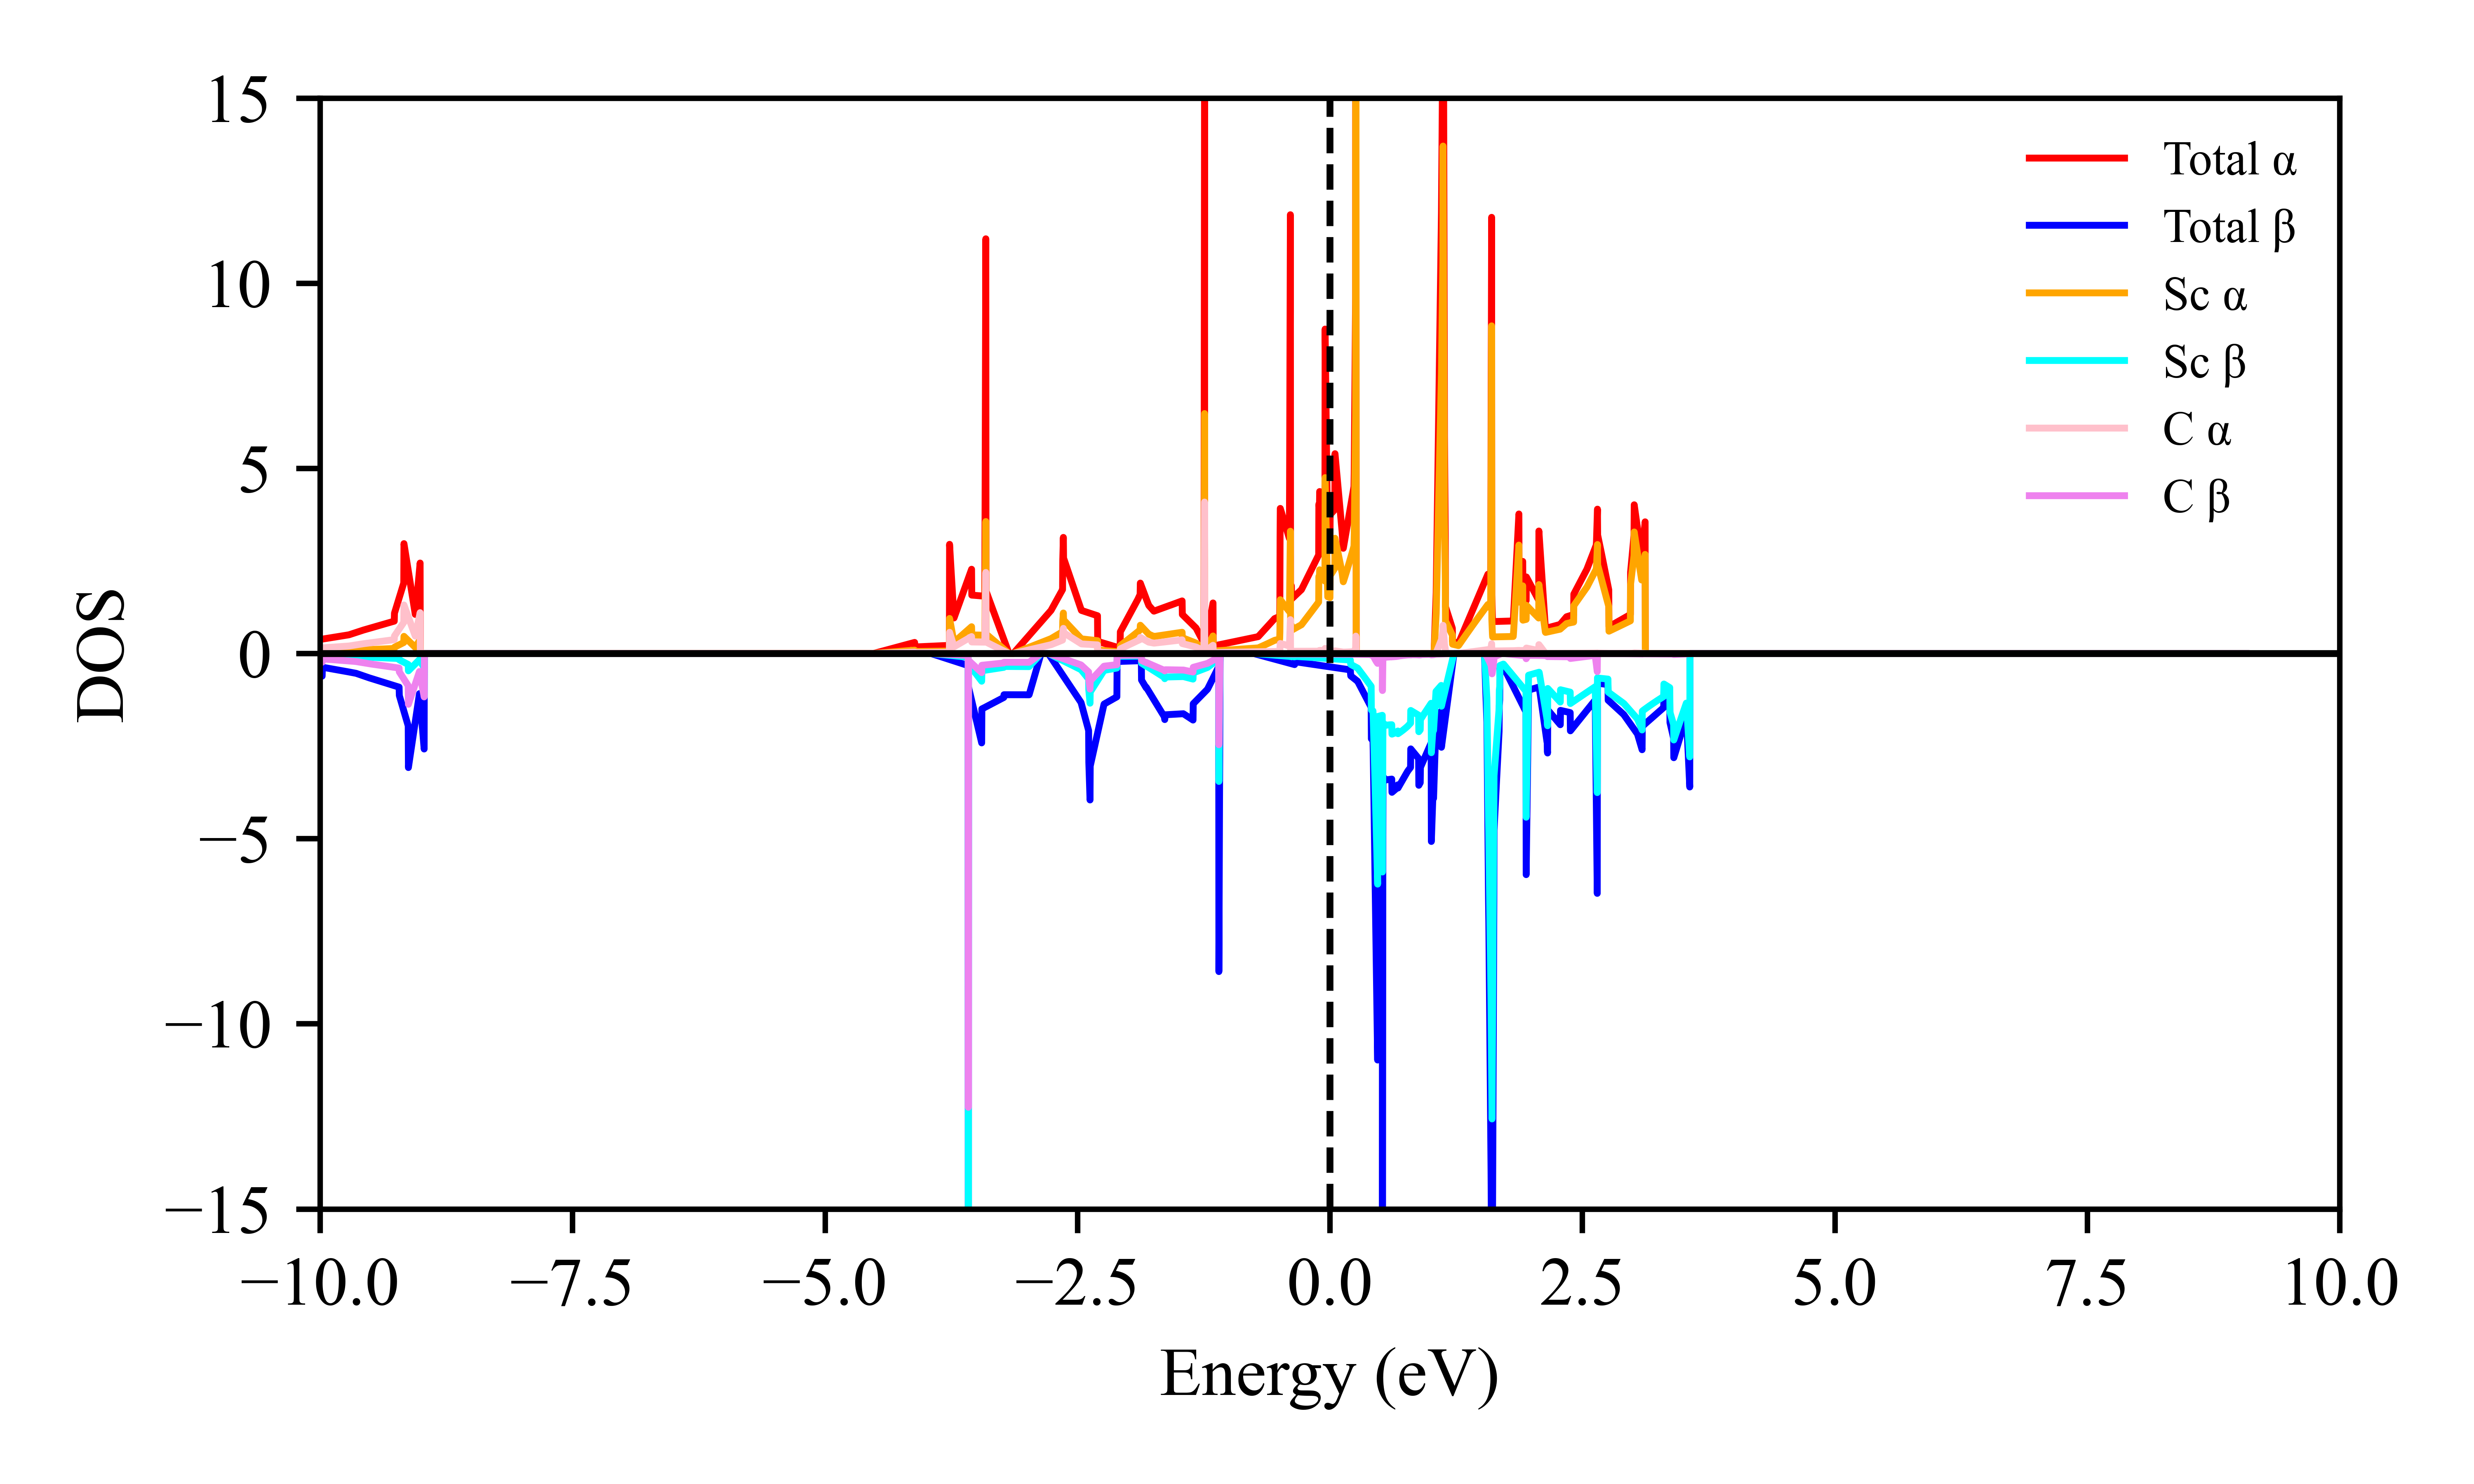 15
10
5
0
−5
−10
−15
DOS
Total α
Total β
Sc α
Sc β
C α
C β
−10.0 −7.5 −5.0 −2.5 0.0 2.5 5.0 7.5 10.0
Energy (eV)